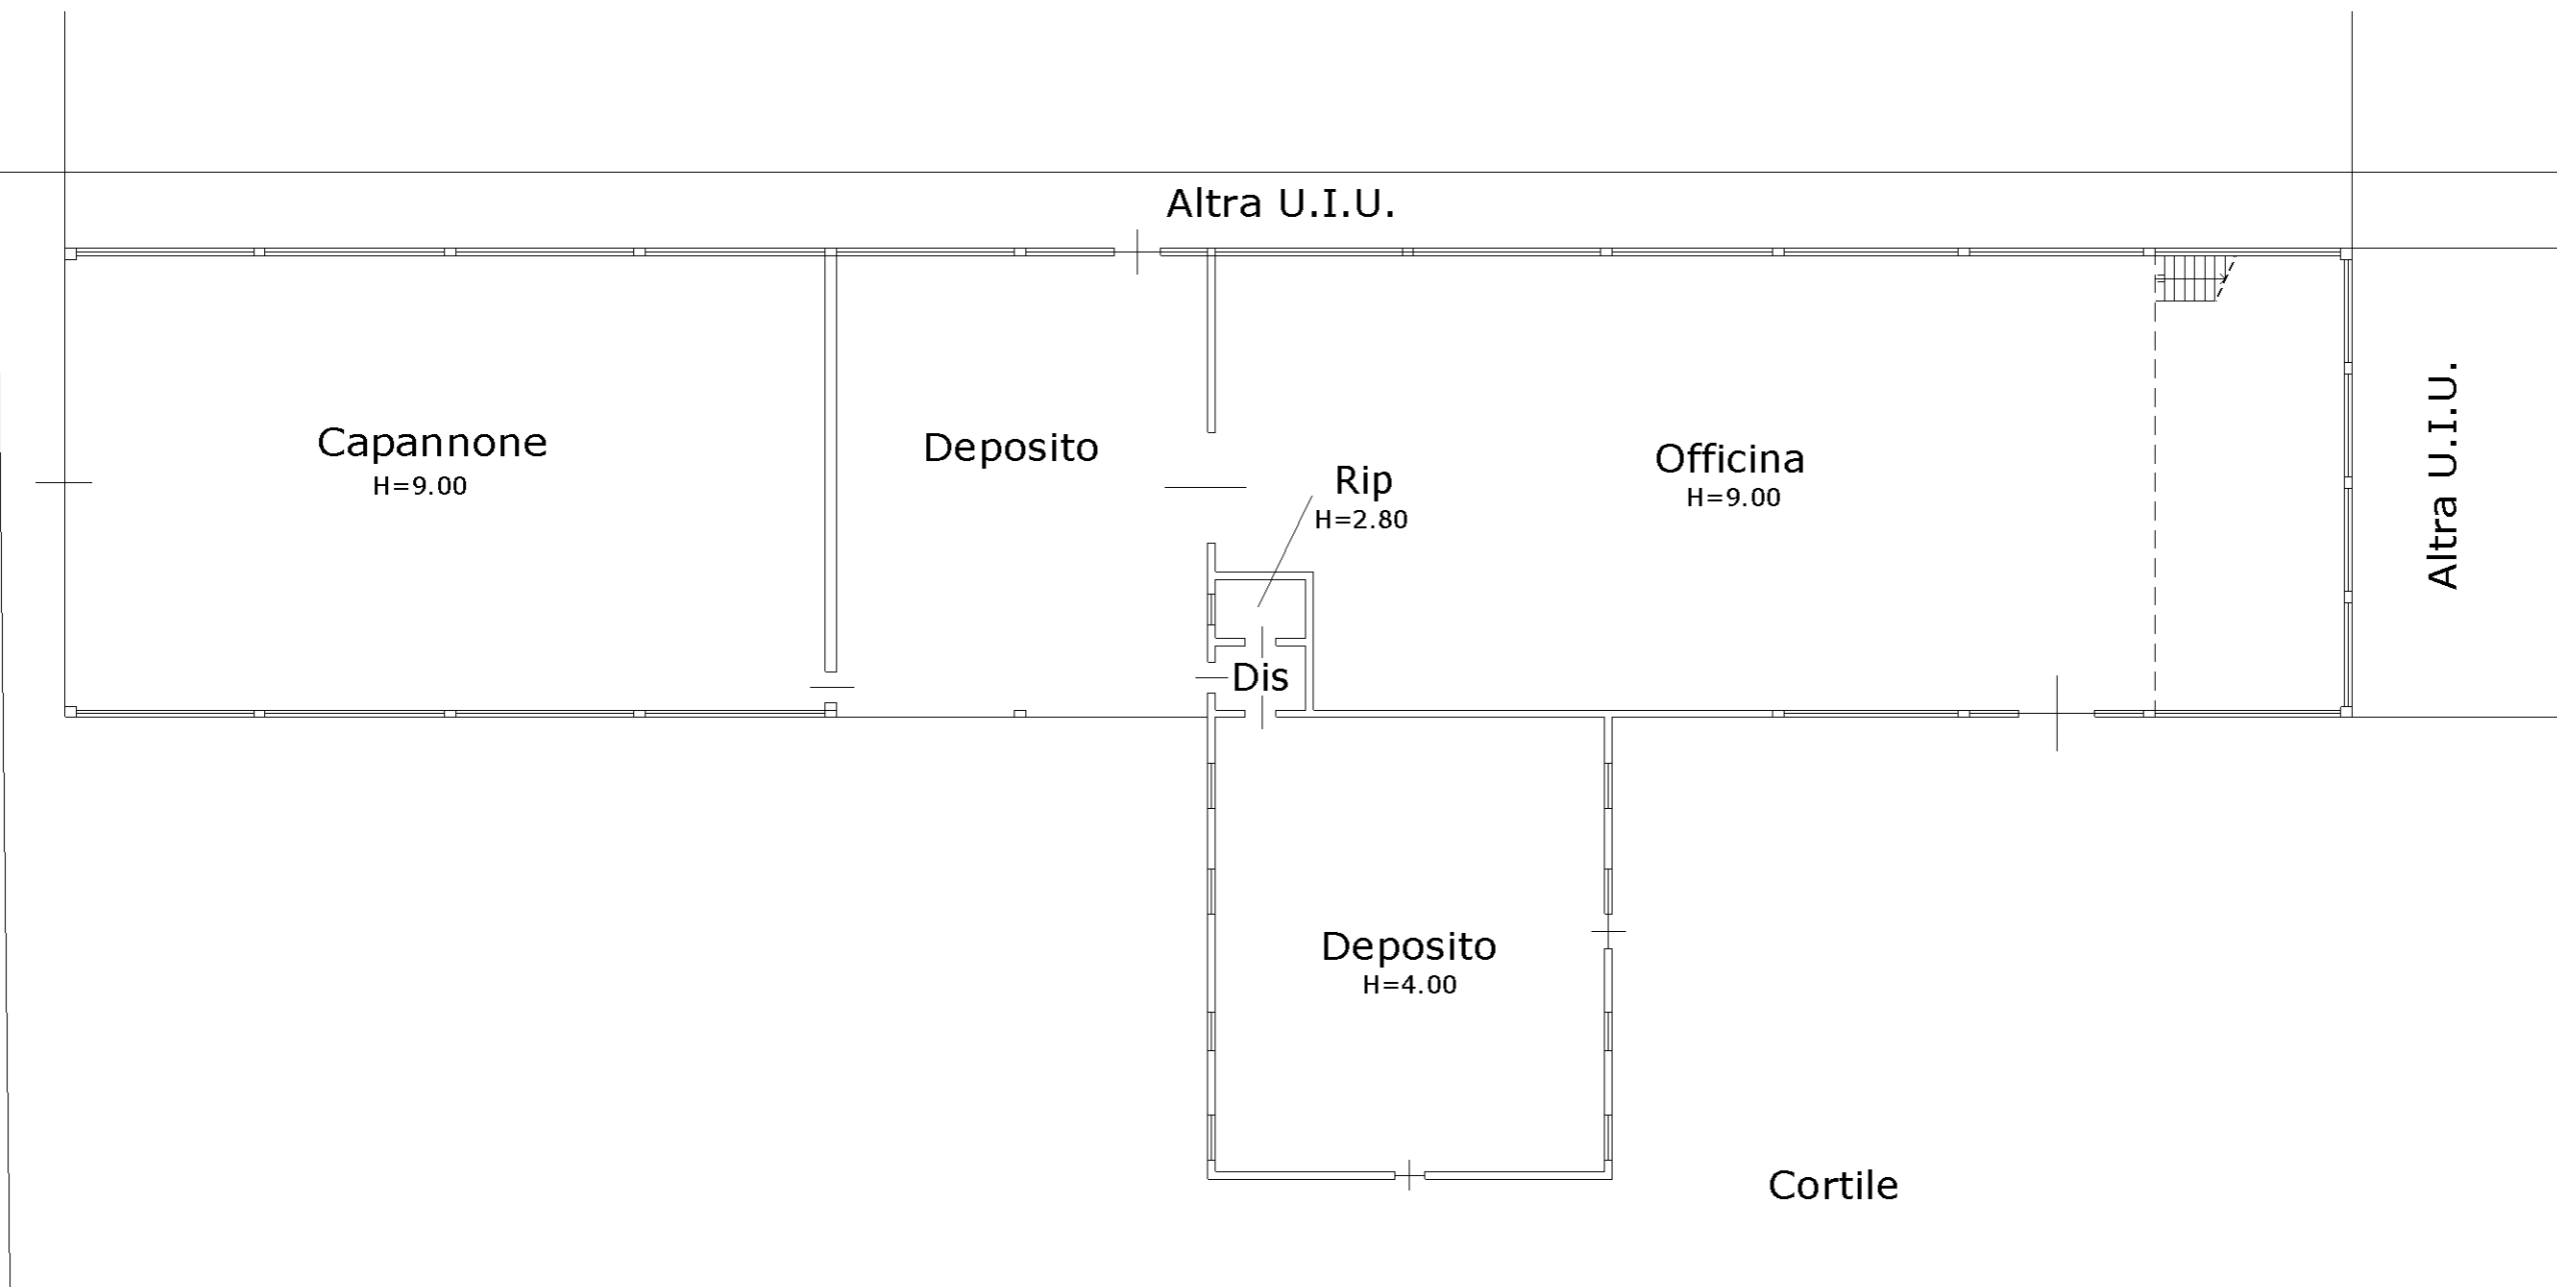 Altra U.I.U.
Capannone
H=9.00
Deposito
Rip
H=2.80
Officina
H=9.00
Altra U.I.U.
Dis
Deposito
H=4.00
Cortile